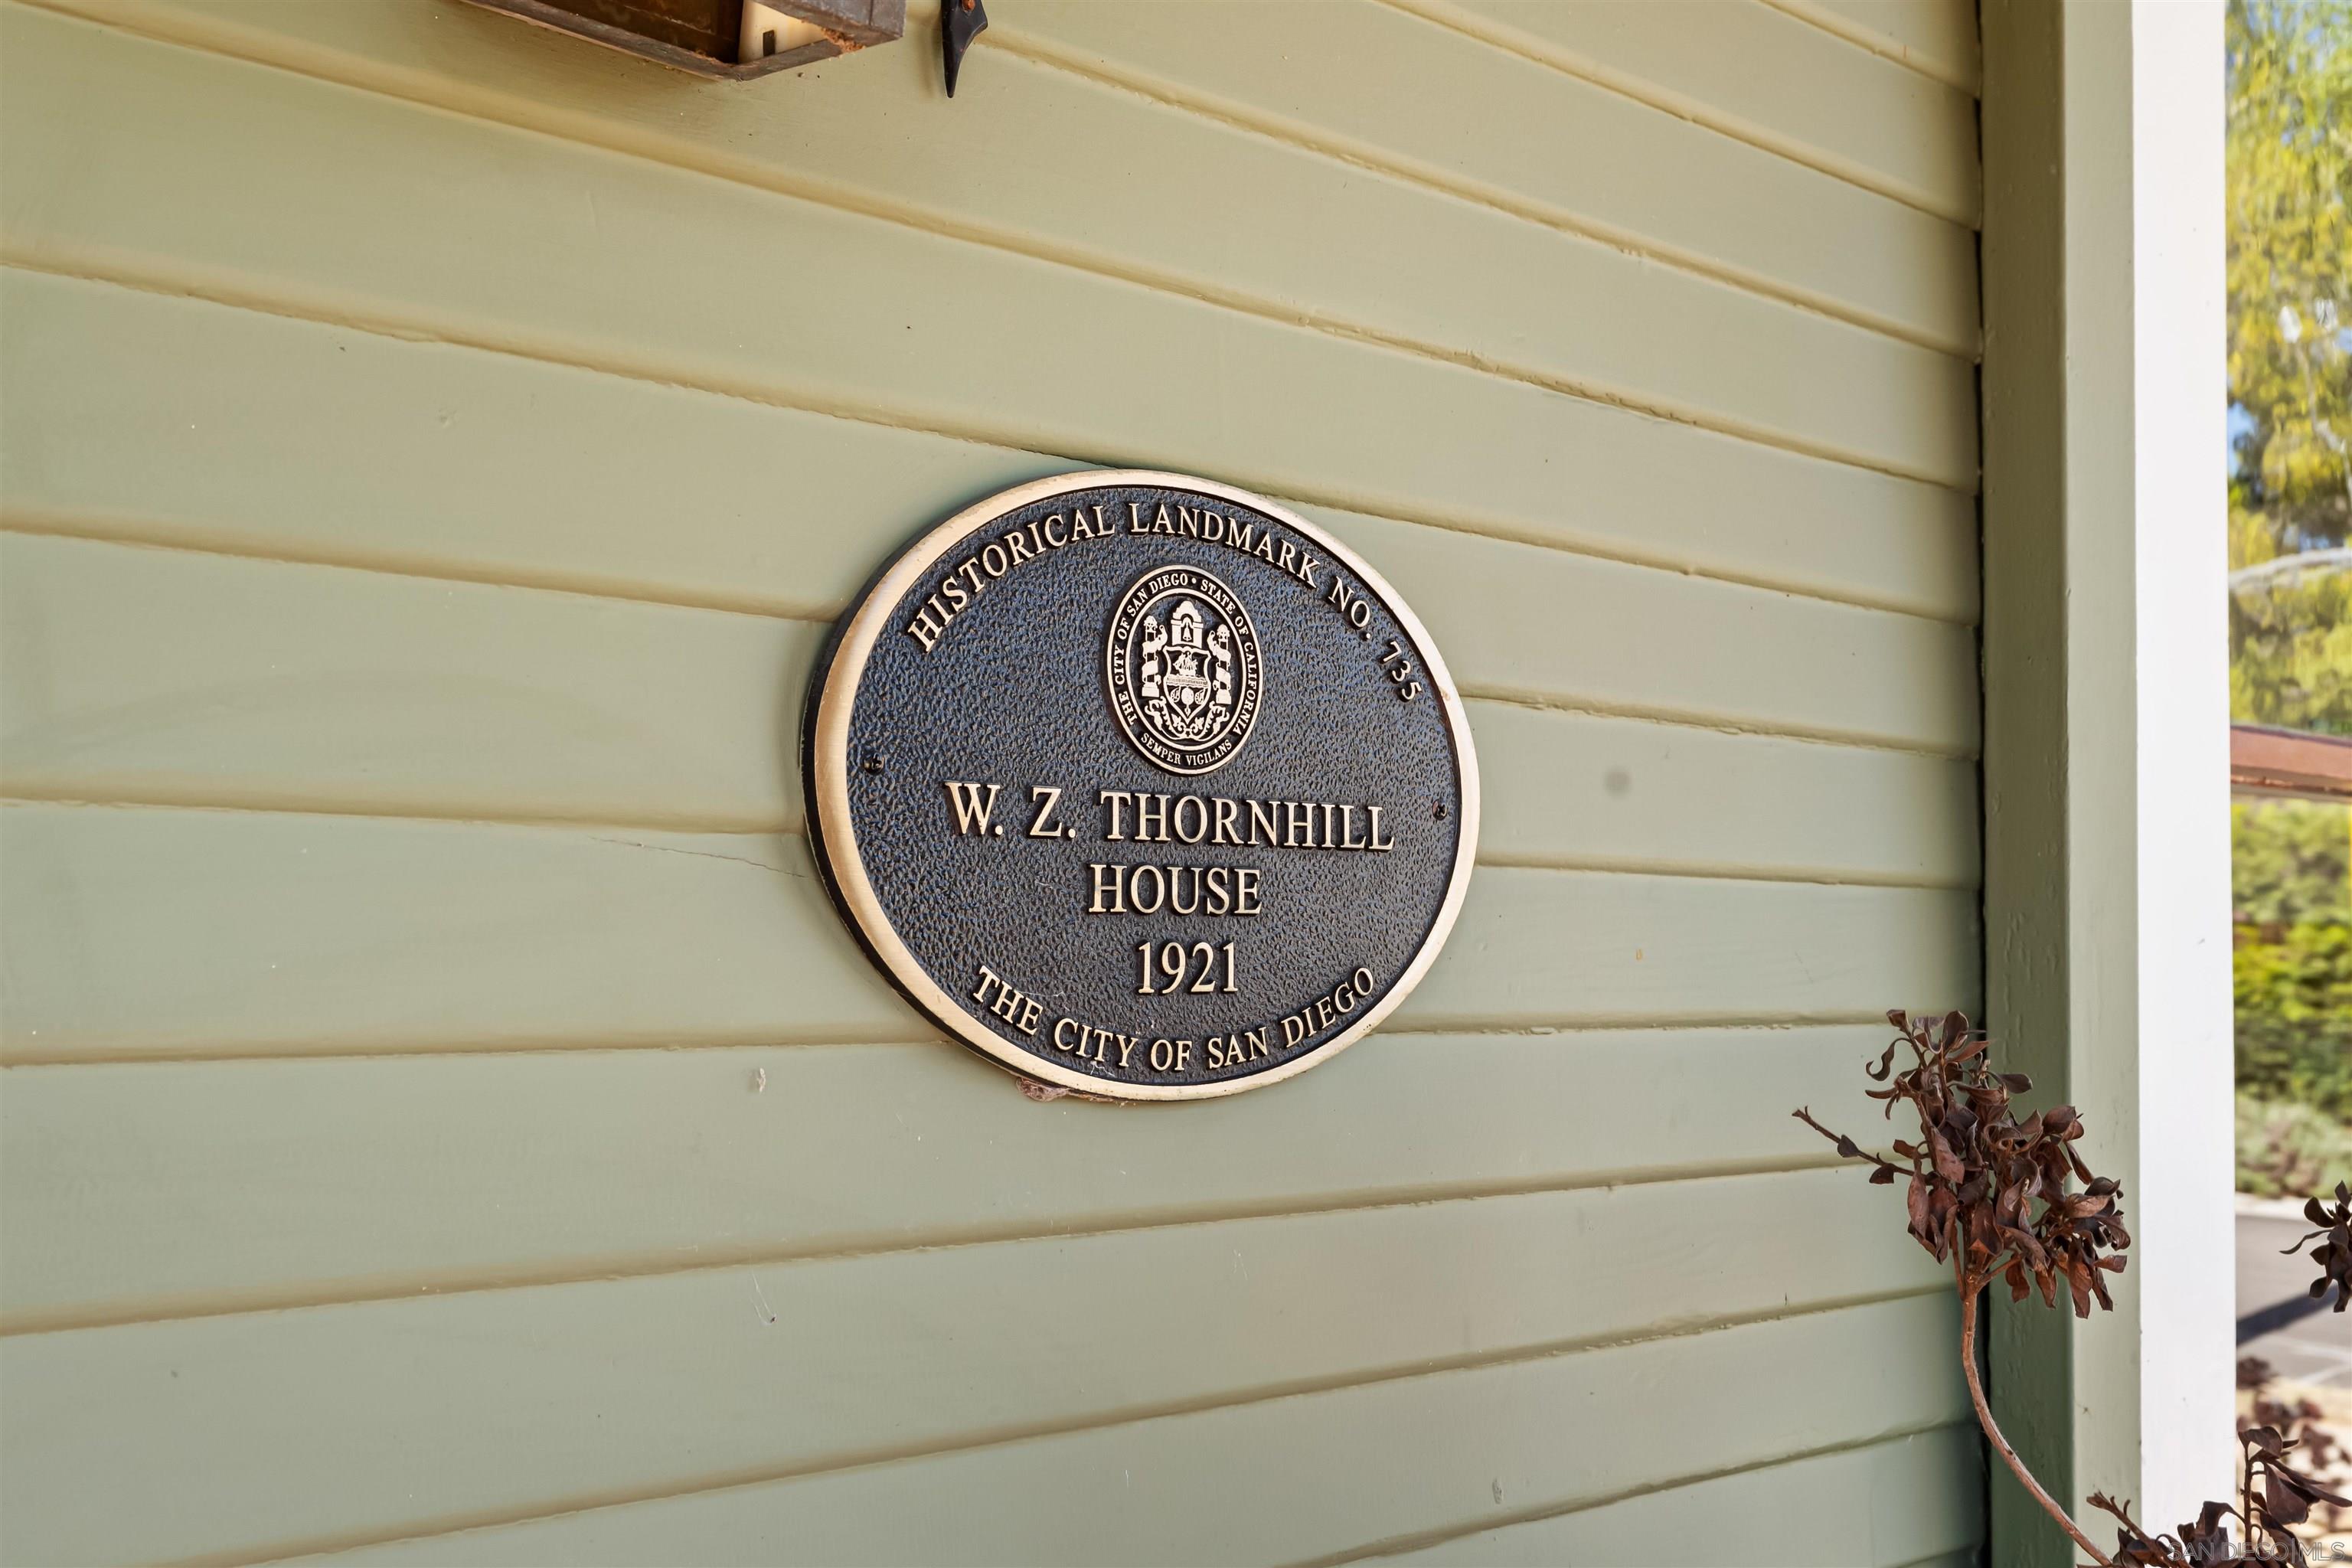 HISTORICAL LANDMARK NO. 735
THE CITY OF SAN DIEGO • STATE OF CALIFORNIA
SEMPER VIGILANS
W. Z. THORNHILL
HOUSE
1921
THE CITY OF SAN DIEGO
SAN DIEGO MLS